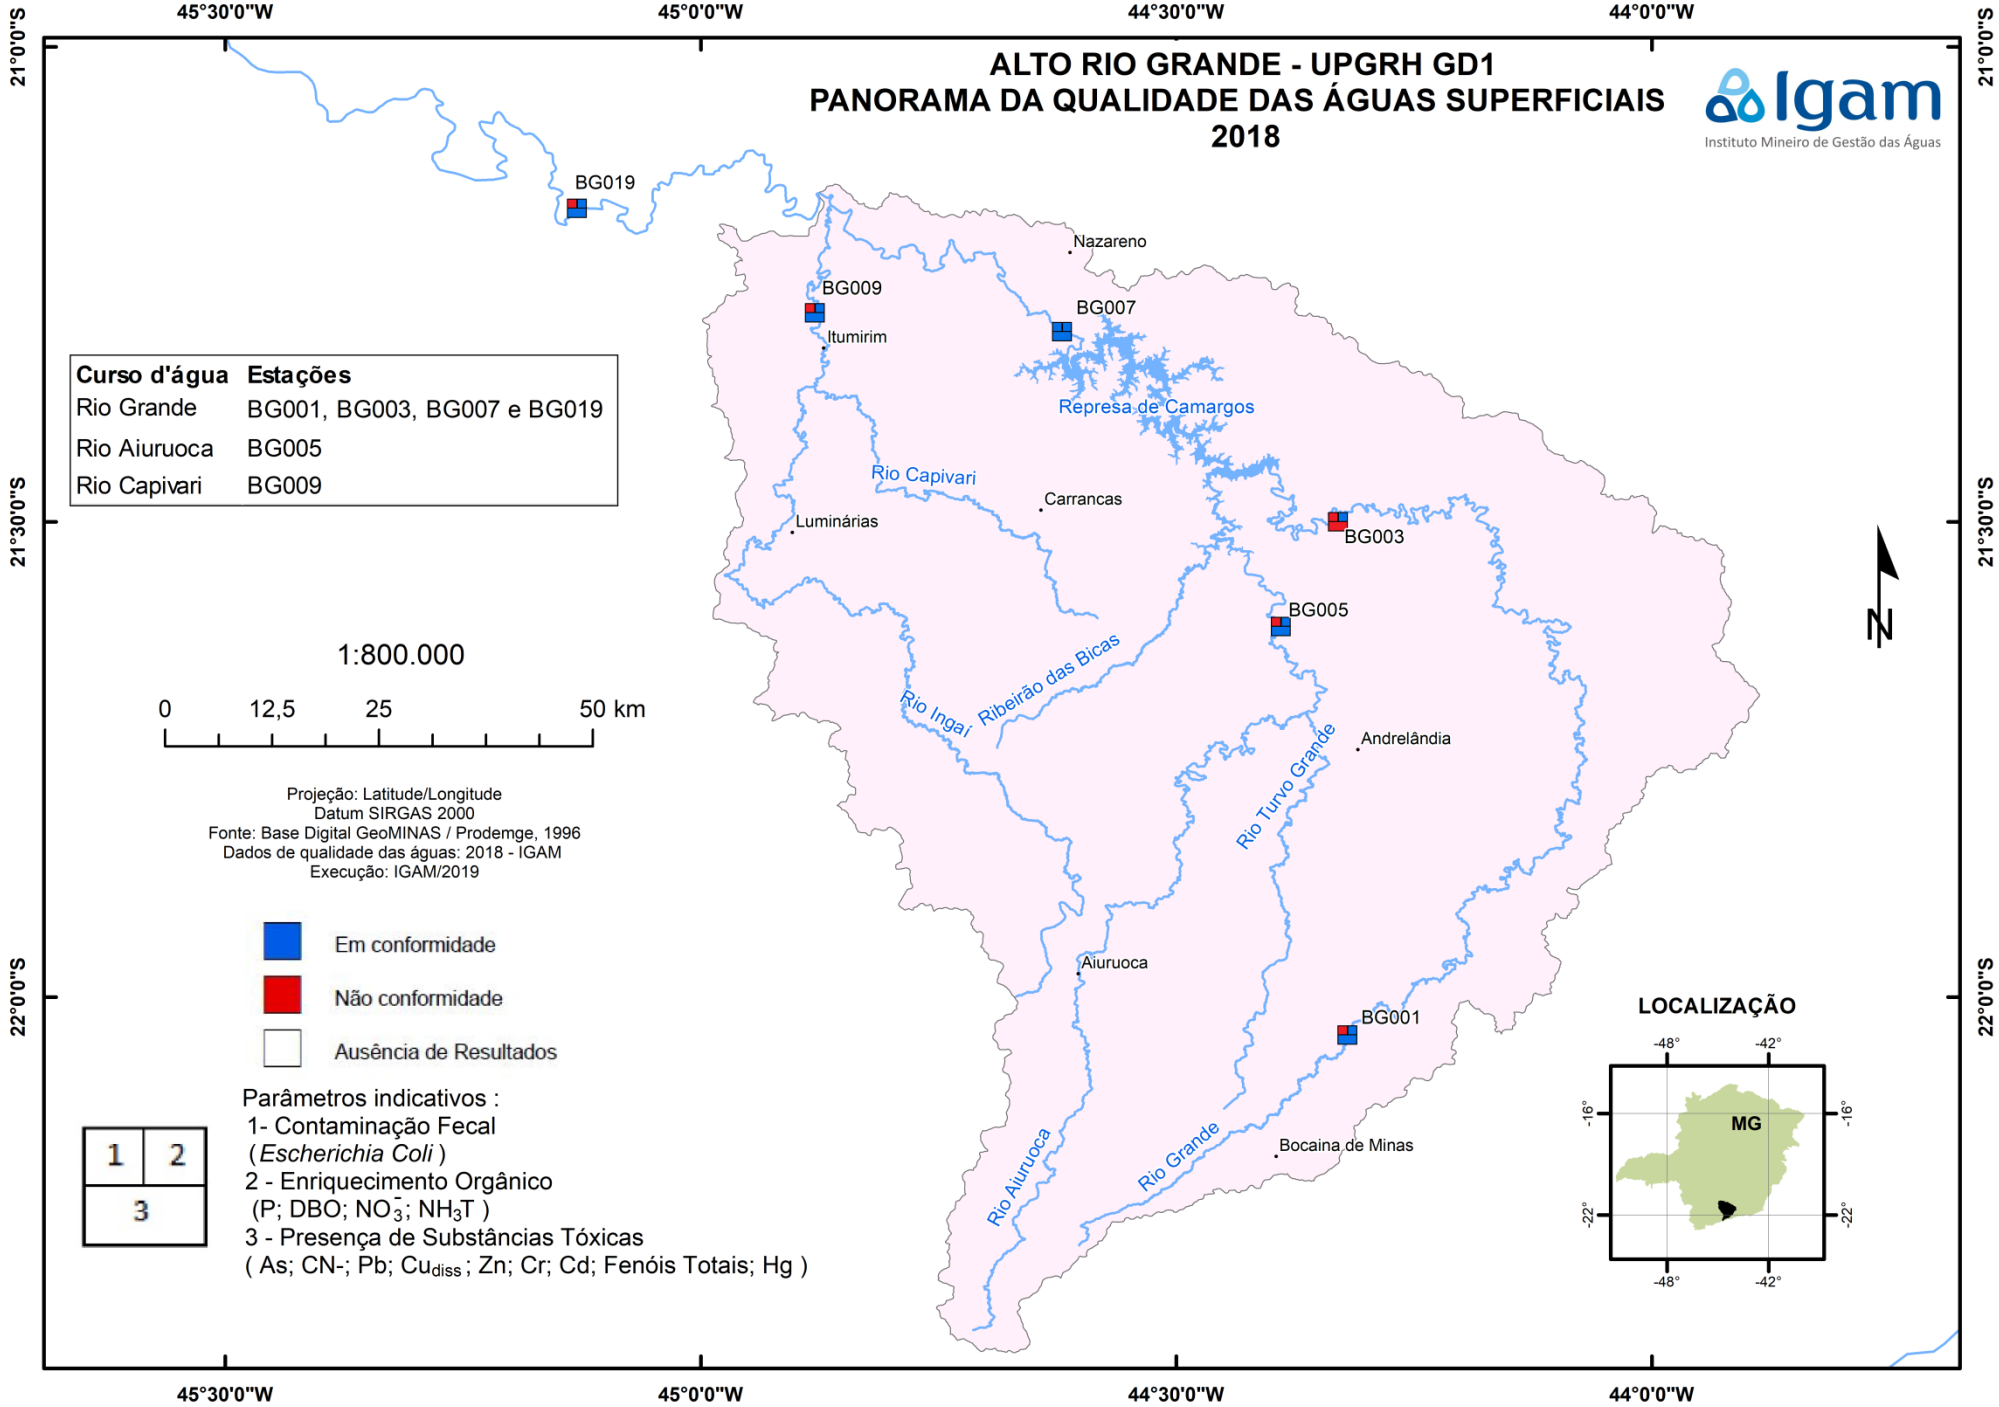 45°30'0"W 45°0'0"W 44°30'0"W 44°0'0"W
21°0'0"S
21°0'0"S
ALTO RIO GRANDE - UPGRH GD1
PANORAMA DA QUALIDADE DAS ÁGUAS SUPERFICIAIS
2018
Igam
Instituto Mineiro de Gestão das Águas
BG019
Nazareno
BG009
BG007
Itumirim
Curso d'água Estações
Rio Grande BG001, BG003, BG007 e BG019
Rio Aiuruoca BG005
Rio Capivari BG009
Represa de Camargos
Rio Capivari
Carrancas
Luminárias
BG003
21°30'0"S
21°30'0"S
BG005
N
Ribeirão das Bicas
Rio Ingaí
1:800.000
0 12,5 25 50 km
Andrelândia
Rio Turvo Grande
Projeção: Latitude/Longitude
Datum SIRGAS 2000
Fonte: Base Digital GeoMINAS / Prodemge, 1996
Dados de qualidade das águas: 2018 - IGAM
Execução: IGAM/2019
Em conformidade
Não conformidade
Ausência de Resultados
Aiuruoca
22°0'0"S
22°0'0"S
BG001
LOCALIZAÇÃO
-48° -42°
-16° -16°
MG
-22° -22°
-48° -42°
Bocaina de Minas
Rio Grande
Rio Aiuruoca
1 2
3
Parâmetros indicativos :
1- Contaminação Fecal
(Escherichia Coli )
2 - Enriquecimento Orgânico
(P; DBO; NO₃⁻; NH₃T )
3 - Presença de Substâncias Tóxicas
( As; CN-; Pb; Cudiss ; Zn; Cr; Cd; Fenóis Totais; Hg )
45°30'0"W 45°0'0"W 44°30'0"W 44°0'0"W